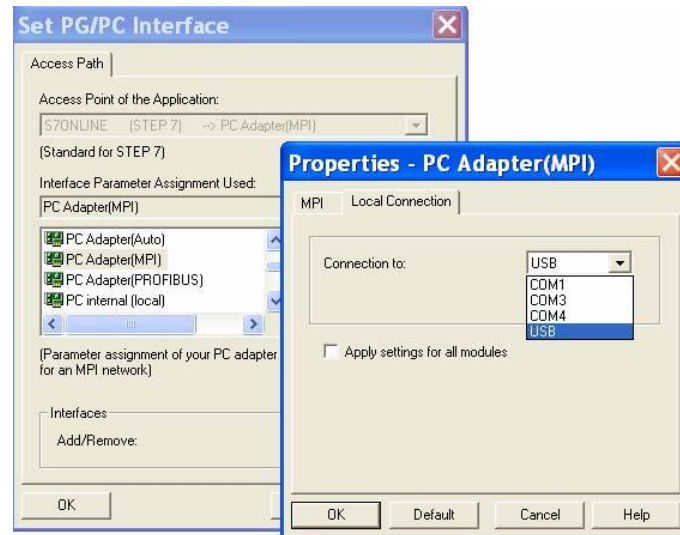 Set PG/PC Interface
Access Path
Access Point of the Application:
S7ONLINE (STEP 7) --> PC Adapter(MPI)
(Standard for STEP 7)
Interface Parameter Assignment Used:
PC Adapter(MPI)
PC Adapter(Auto)
PC Adapter(MPI)
PC Adapter(PROFIBUS)
PC internal (local)
(Parameter assignment of your PC adapter
for an MPI network)
Interfaces
Add/Remove:
OK
Properties - PC Adapter(MPI)
MPI Local Connection
Connection to: USB
COM1
COM3
COM4
USB
Apply settings for all modules
OK Default Cancel Help